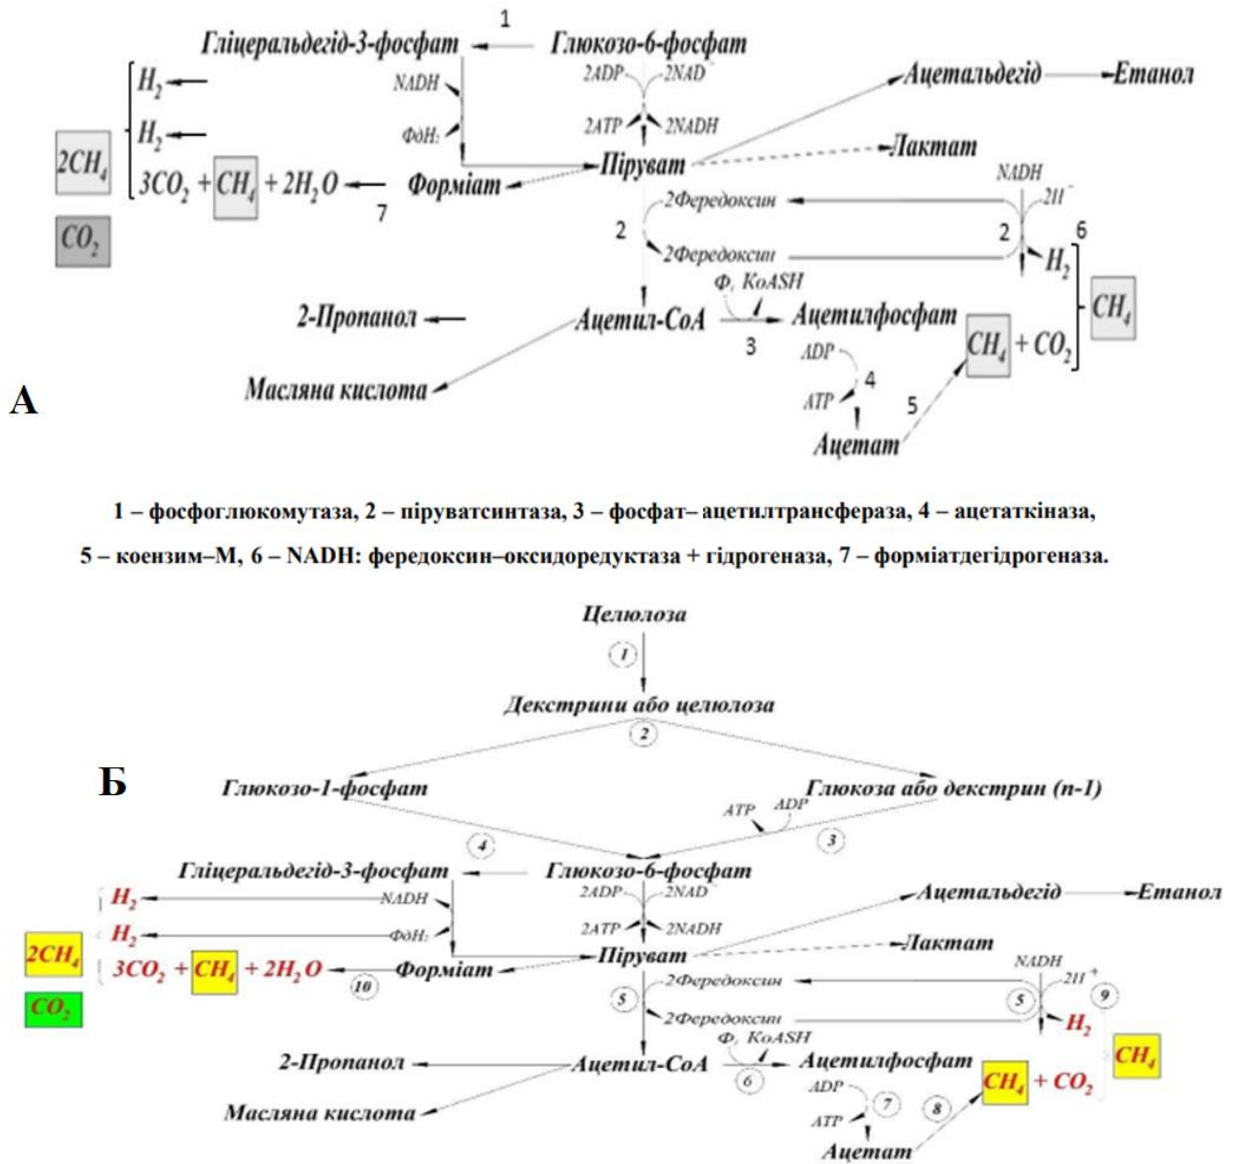 1
Гліцеральдегід-3-фосфат Глюкозо-6-фосфат
H2 NADH 2ADP 2NAD Ацетальдегід Етанол
H2 ФдН2 2ATP 2NADH Лактат
2CH4 3CO2 + CH4 + 2H2O Форміат Піруват NADH
7 2Фередоксин 2H-
CO2 2 2 6
2Фередоксин H2
Ф, КоASH
2-Пропанол Ацетил-СоА Ацетилфосфат CH4
3 ADP CH4 + CO2
Масляна кислота 4
А ATP 5
Ацетат
1 – фосфоглюкомутаза, 2 – піруватсинтаза, 3 – фосфат–ацетилтрансфераза, 4 – ацетаткіназа,
5 – коензим–М, 6 – NADH: фередоксин–оксидоредуктаза + гідрогеназа, 7 – форміатдегідрогеназа.
Целюлоза
1
Декстрини або целюлоза
2
Б Глюкозо-1-фосфат Глюкоза або декстрин (n-1)
ATP ADP
4 3
Гліцеральдегід-3-фосфат Глюкозо-6-фосфат
H2 NADH 2ADP 2NAD Ацетальдегід Етанол
H2 ФдН2 2ATP 2NADH Лактат
2CH4 3CO2 + CH4 + 2H2O Форміат Піруват NADH
10 2Фередоксин 2H+
CO2 5 5 9
2Фередоксин H2
Ф, КоASH
2-Пропанол Ацетил-СоА Ацетилфосфат CH4
6 ADP CH4 + CO2
Масляна кислота 7 8
ATP
Ацетат